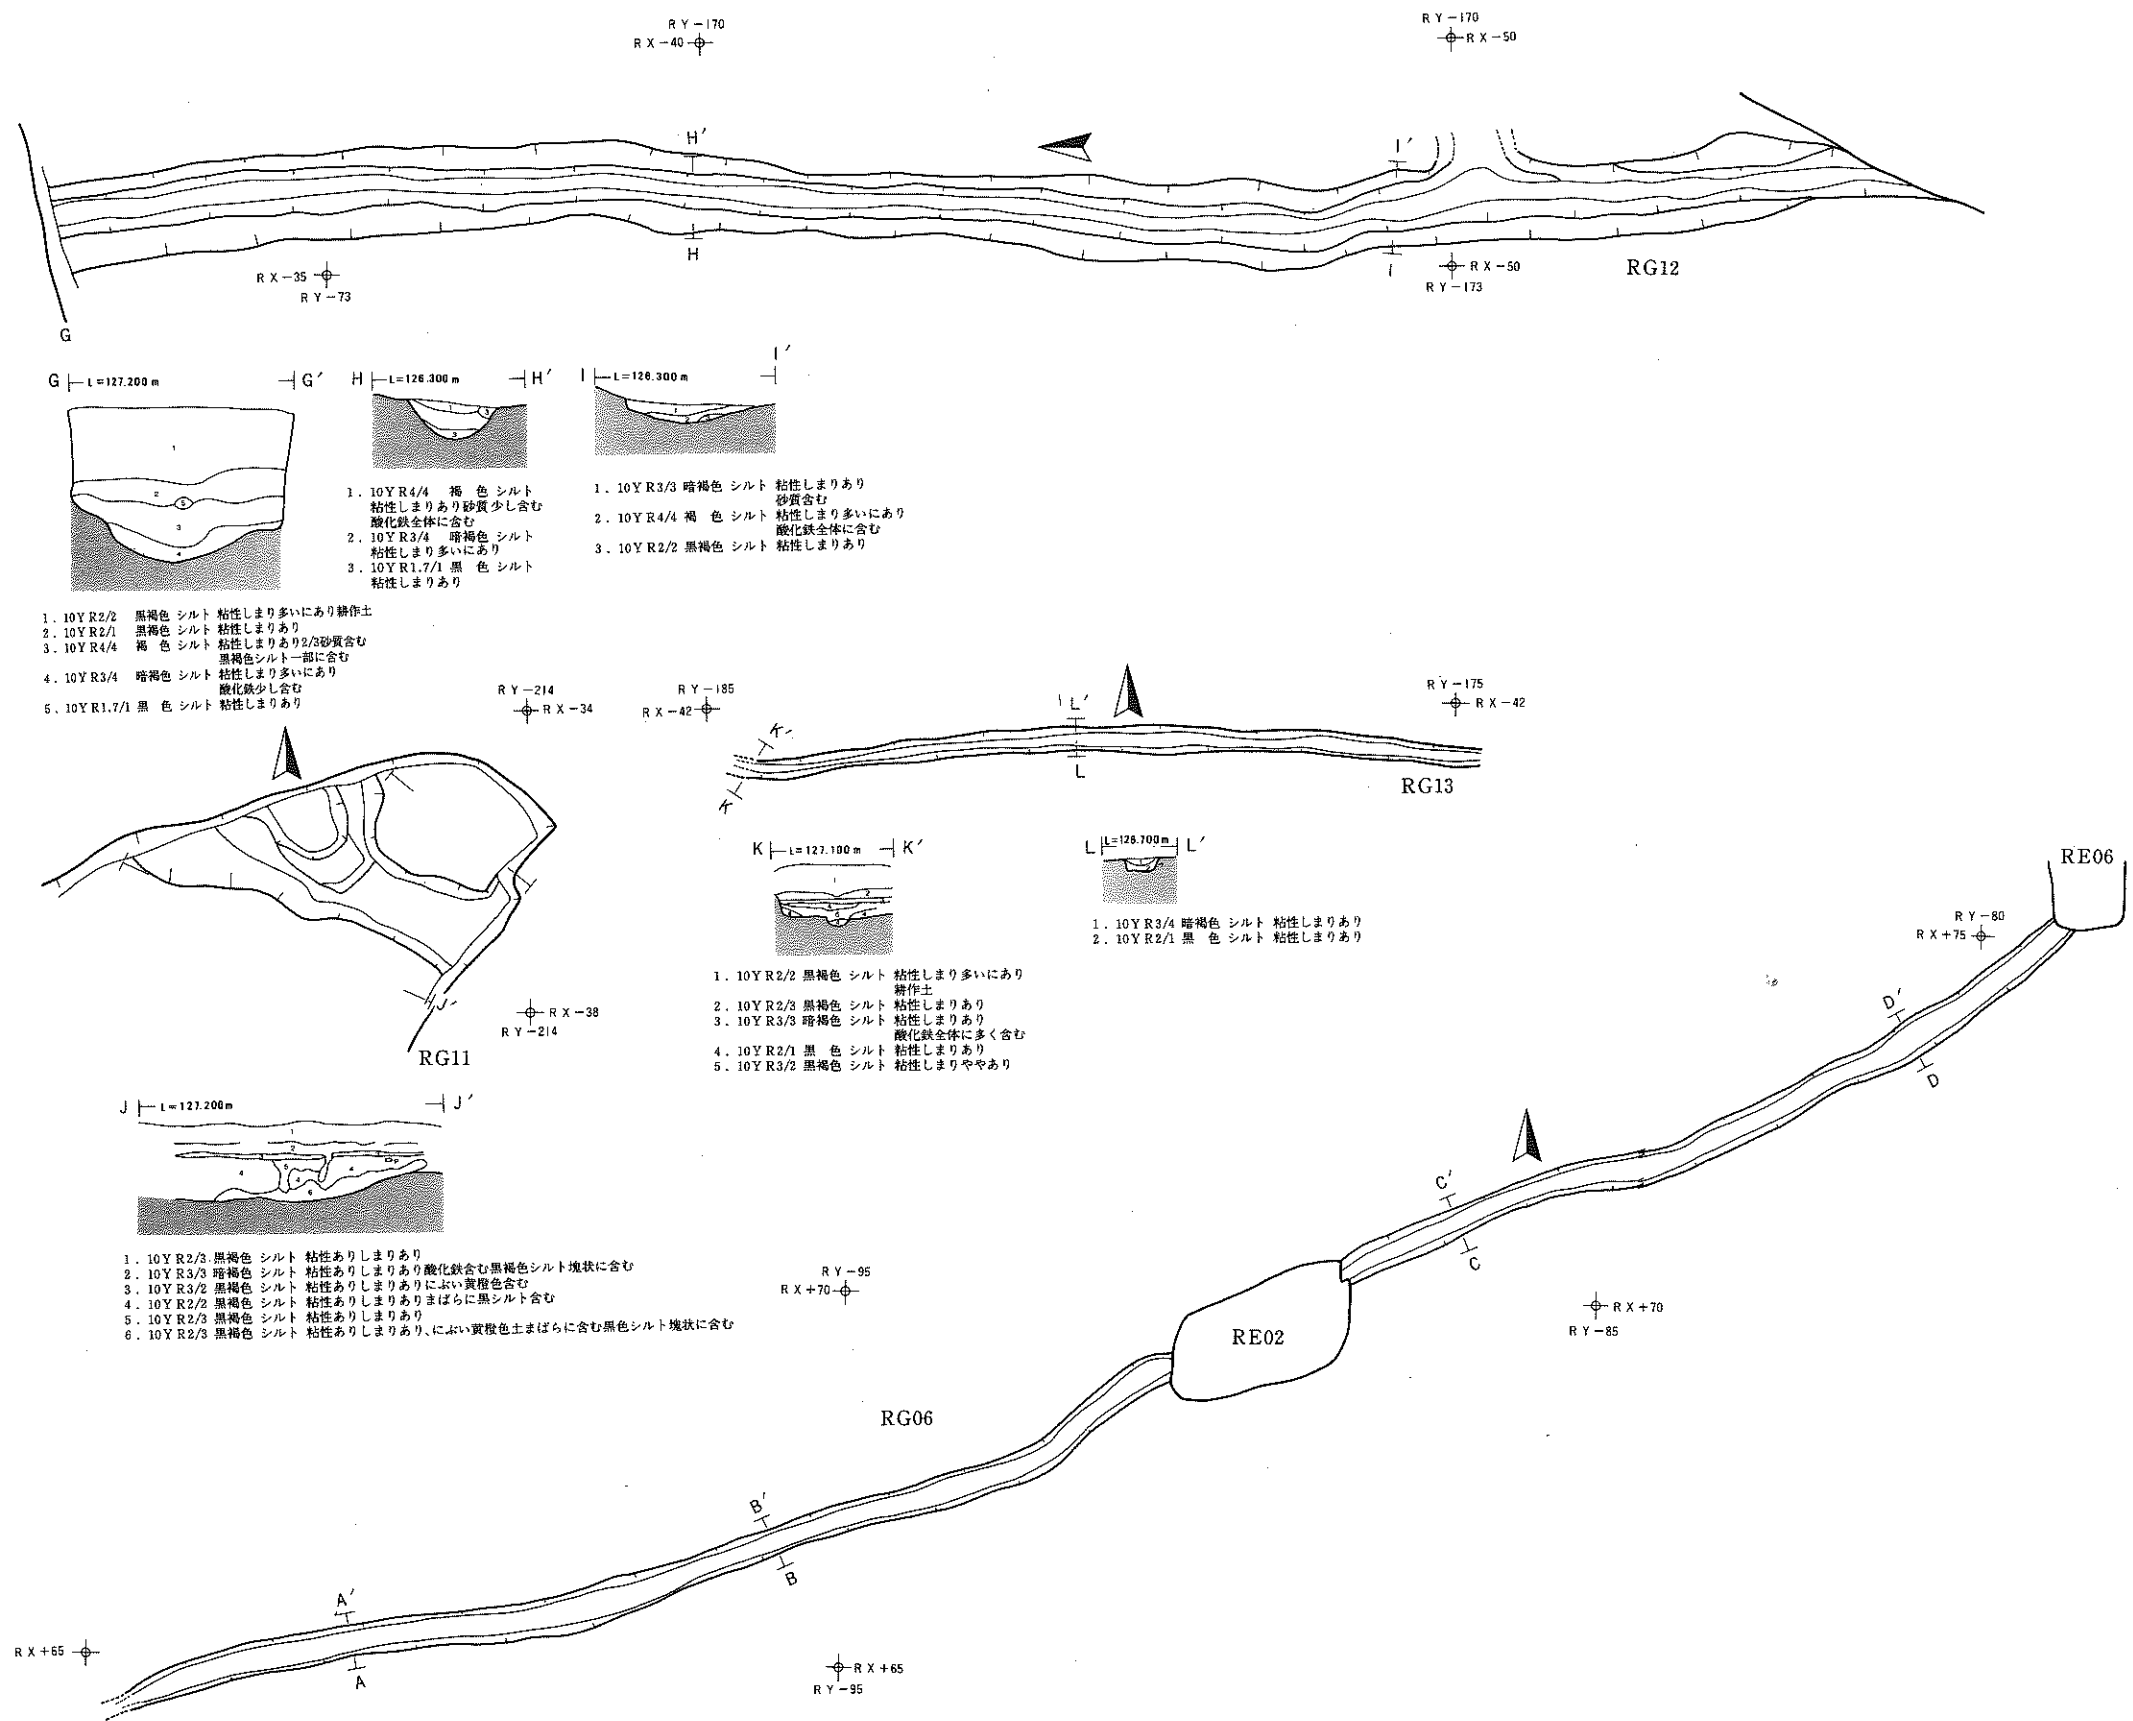 RY-170
RX-40
RY-170
RX-50
H′
I′
H
I
RX-35
RY-73
RX-50
RY-173
RG12
G
G L=127.200m G′
H L=126.300m H′
I L=126.300m I′
1
2
5
3
4
1
3
3
1
1. 10YR4/4 褐 色 シルト
粘性しまりあり砂質少し含む
酸化鉄全体に含む
2. 10YR3/4 暗褐色 シルト
粘性しまり多いにあり
3. 10YR1.7/1 黒 色 シルト
粘性しまりあり
1. 10YR3/3 暗褐色 シルト 粘性しまりあり
砂質含む
2. 10YR4/4 褐 色 シルト 粘性しまり多いにあり
酸化鉄全体に含む
3. 10YR2/2 黒褐色 シルト 粘性しまりあり
1. 10YR2/2 黒褐色 シルト 粘性しまり多いにあり耕作土
2. 10YR2/1 黒褐色 シルト 粘性しまりあり
3. 10YR4/4 褐 色 シルト 粘性しまりあり2/3砂質含む
黒褐色シルト一部に含む
4. 10YR3/4 暗褐色 シルト 粘性しまり多いにあり
酸化鉄少し含む
5. 10YR1.7/1 黒 色 シルト 粘性しまりあり
RY-214
RX-34
RY-185
RX-42
L′
RY-175
RX-42
K′
K
L
RG13
K L=127.100m K′
L L=126.700m L′
1
2
1. 10YR3/4 暗褐色 シルト 粘性しまりあり
2. 10YR2/1 黒 色 シルト 粘性しまりあり
1. 10YR2/2 黒褐色 シルト 粘性しまり多いにあり
耕作土
2. 10YR2/3 黒褐色 シルト 粘性しまりあり
3. 10YR3/3 暗褐色 シルト 粘性しまりあり
酸化鉄全体に多く含む
4. 10YR2/1 黒 色 シルト 粘性しまりあり
5. 10YR3/2 黒褐色 シルト 粘性しまりややあり
J′
RX-38
RY-214
RG11
J L=127.200m J′
1
2
4
5
4
4
6
1. 10YR2/3 黒褐色 シルト 粘性ありしまりあり
2. 10YR3/3 暗褐色 シルト 粘性ありしまりあり酸化鉄含む黒褐色シルト塊状に含む
3. 10YR3/2 黒褐色 シルト 粘性ありしまりありにぶい黄橙色含む
4. 10YR2/2 黒褐色 シルト 粘性ありしまりありまばらに黒シルト含む
5. 10YR2/3 黒褐色 シルト 粘性ありしまりあり
6. 10YR2/3 黒褐色 シルト 粘性ありしまりあり、にぶい黄橙色土まばらに含む黒色シルト塊状に含む
RE06
RY-80
RX+75
D′
D
C′
C
RY-95
RX+70
RX+70
RY-85
RE02
RG06
B′
B
A′
A
RX+65
RX+65
RY-95